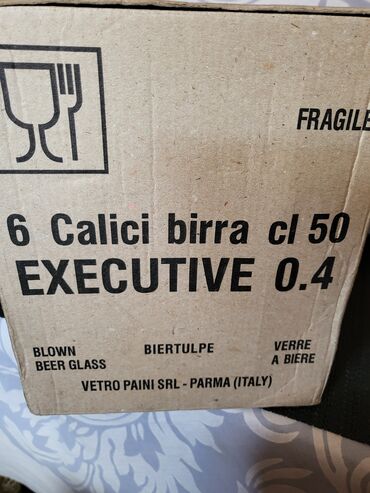 FRAGILE
6 Calici birra cl 50
EXECUTIVE 0.4
BLOWN
BEER GLASS
BIERTULPE
VERRE
A BIERE
VETRO PAINI SRL - PARMA (ITALY)